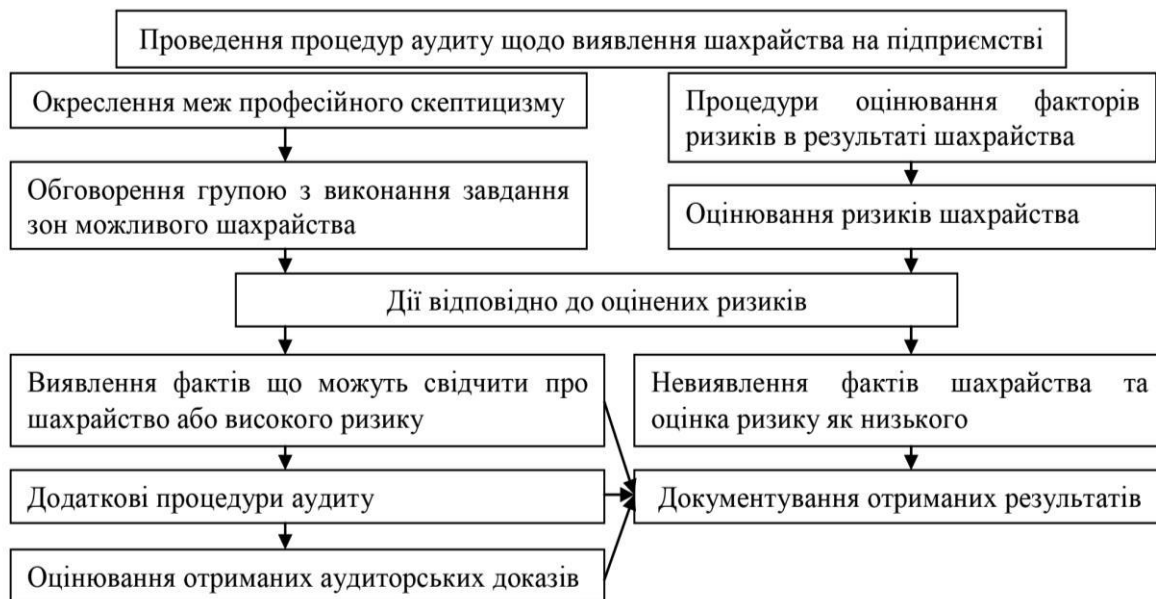 Проведення процедур аудиту щодо виявлення шахрайства на підприємстві
Окреслення меж професійного скептицизму
Процедури оцінювання факторів
ризиків в результаті шахрайства
Обговорення групою з виконання завдання
зон можливого шахрайства
Оцінювання ризиків шахрайства
Дії відповідно до оцінених ризиків
Виявлення фактів що можуть свідчити про
шахрайство або високого ризику
Невиявлення фактів шахрайства та
оцінка ризику як низького
Додаткові процедури аудиту
Документування отриманих результатів
Оцінювання отриманих аудиторських доказів